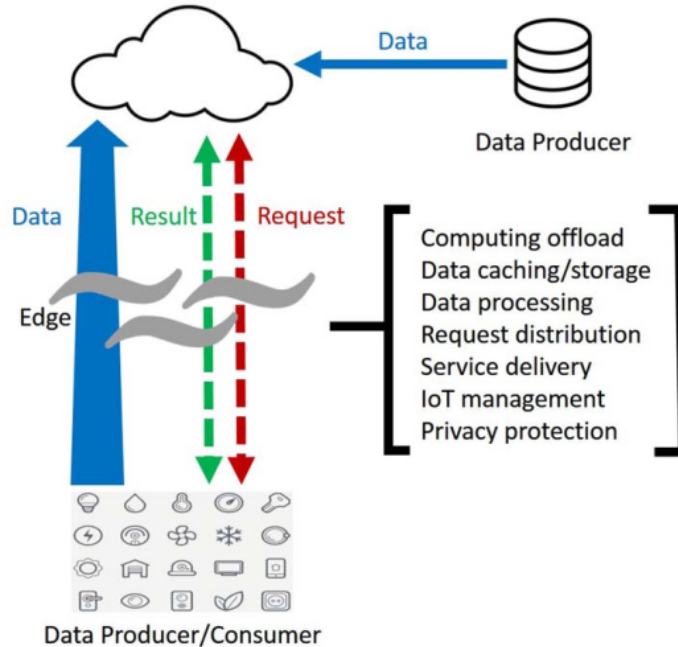 Data
Data Producer
Data
Result
Request
Edge
Computing offload
Data caching/storage
Data processing
Request distribution
Service delivery
IoT management
Privacy protection
Data Producer/Consumer